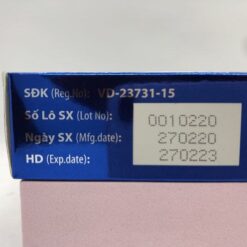 SĐK (Reg.No): VD-23731-15
Số Lô SX (Lot No): 0010220
Ngày SX (Mfg.date): 270220
HD (Exp.date): 270223